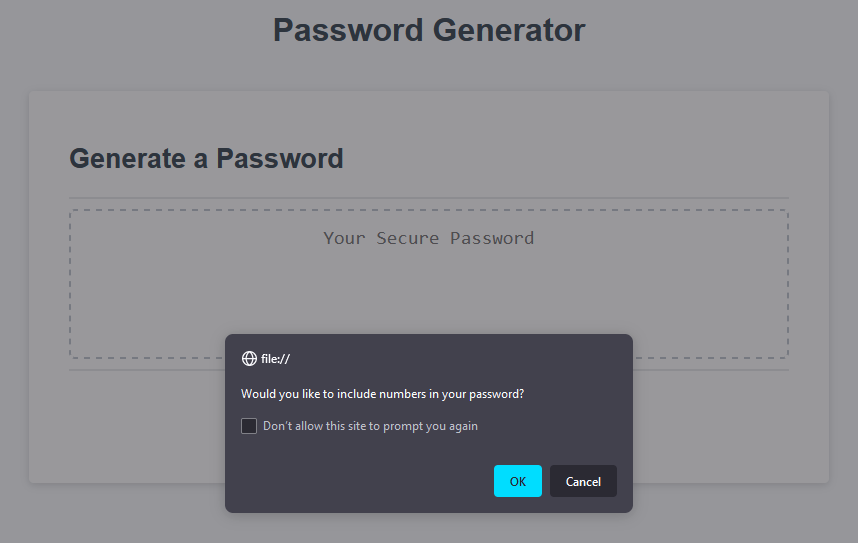 Password Generator
Generate a Password
Your Secure Password
file://
Would you like to include numbers in your password?
Don't allow this site to prompt you again
OK
Cancel